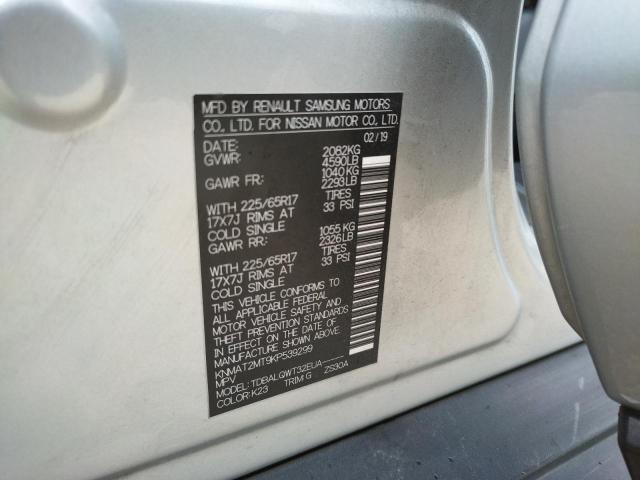 MFD BY RENAULT SAMSUNG MOTORS
CO., LTD. FOR NISSAN MOTOR CO., LTD.
DATE: 02/19
GVWR: 2082KG
4590LB
GAWR FR: 1040 KG
2293LB
WITH 225/65R17 TIRES
17X7J RIMS AT 33 PSI
COLD SINGLE
GAWR RR: 1055 KG
2326LB
WITH 225/65R17 TIRES
17X7J RIMS AT 33 PSI
COLD SINGLE
THIS VEHICLE CONFORMS TO
ALL APPLICABLE FEDERAL
MOTOR VEHICLE SAFETY AND
THEFT PREVENTION STANDARDS
IN EFFECT ON THE DATE OF
MANUFACTURE SHOWN ABOVE.
KNMAT2MT9KP539299
MPV
MODEL: TDBALQWT32EUA_____
COLOR: K23 TRIM: G ZS30A